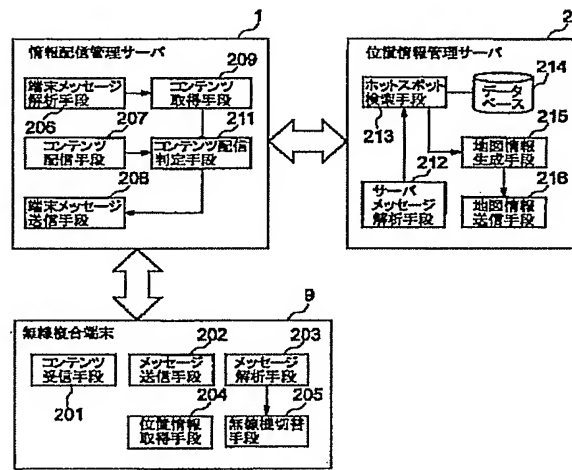 1
情報配信管理サーバ
209
端末メッセージ
解析手段
コンテンツ
取得手段
206
207
211
コンテンツ
配信手段
コンテンツ配信
判定手段
208
端末メッセージ
送信手段
2
位置情報管理サーバ
ホットスポット
検索手段
データ
ベース
214
213
215
地図情報
生成手段
212
216
サーバ
メッセージ
解析手段
地図情報
送信手段
9
無線複合端末
202
203
コンテンツ
受信手段
メッセージ
送信手段
メッセージ
解析手段
201
204
205
位置情報
取得手段
無線機切替
手段